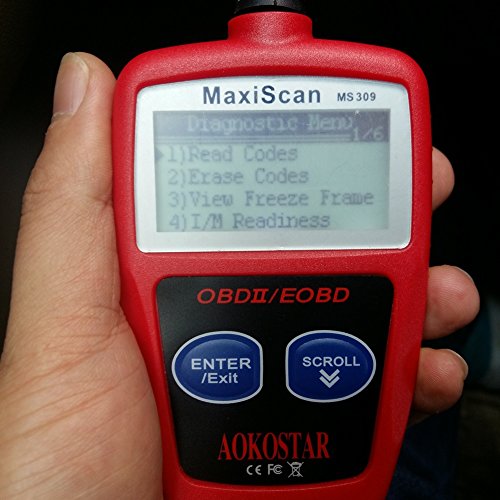 MaxiScan MS309
Diagnostic Menu
1/6
1)Read Codes
2)Erase Codes
3)View Freeze Frame
4)I/M Readiness
OBDII/EOBD
ENTER
/Exit
SCROLL
AOKOSTAR
CE FC